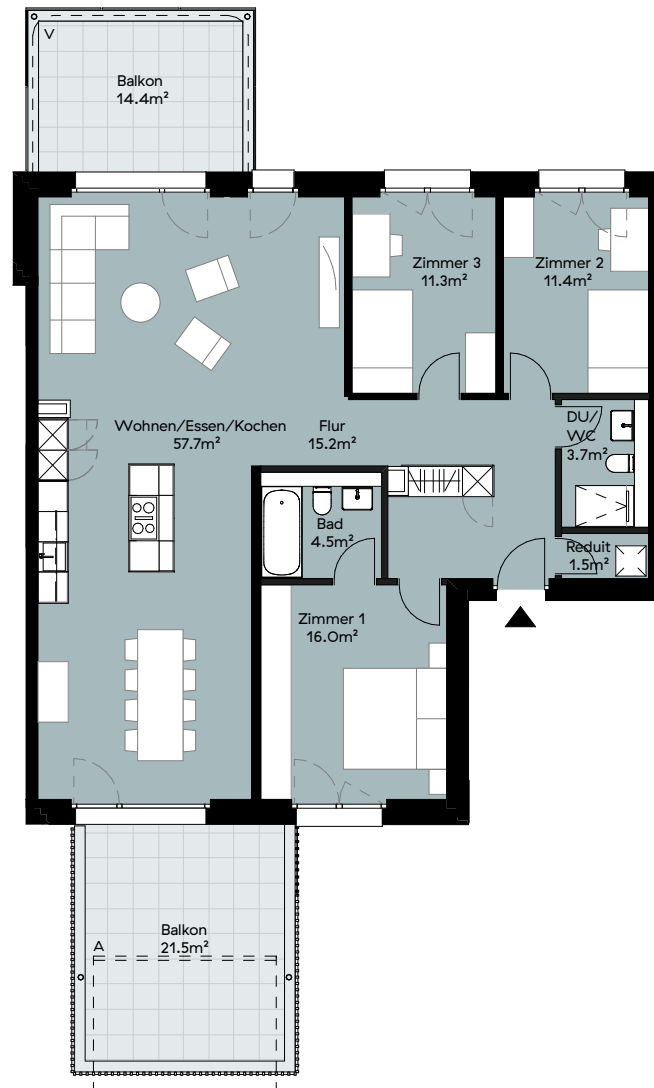 V
Balkon
14.4m²
Zimmer 3
11.3m²
Zimmer 2
11.4m²
Wohnen/Essen/Kochen
57.7m²
Flur
15.2m²
DU/
WC
3.7m²
Bad
4.5m²
Reduit
1.5m²
Zimmer 1
16.0m²
Balkon
21.5m²
A